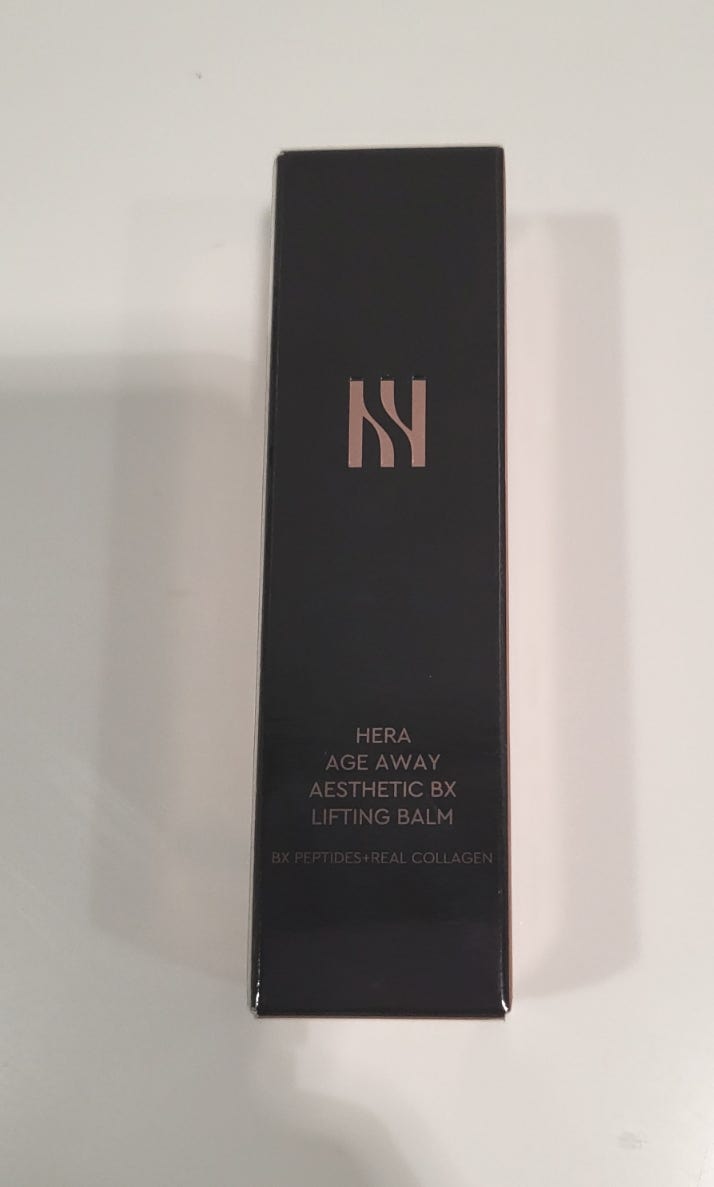 HERA
AGE AWAY
AESTHETIC BX
LIFTING BALM
BX PEPTIDES+REAL COLLAGEN